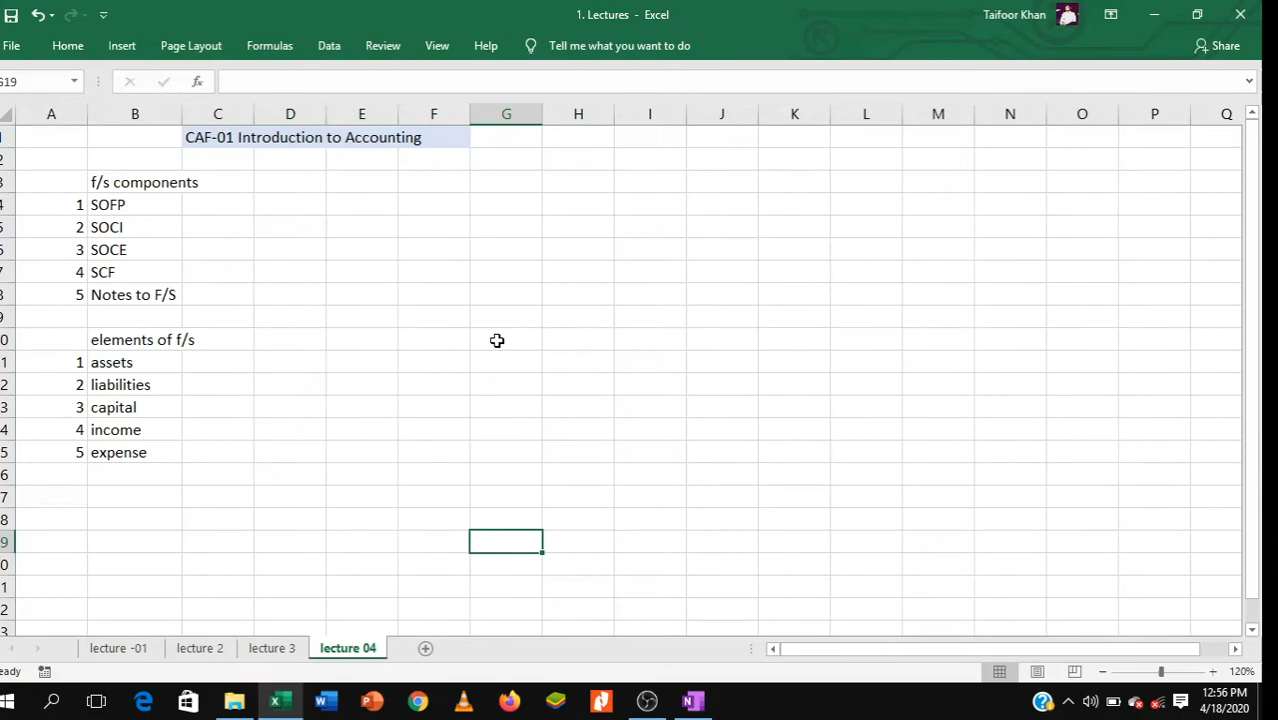 1. Lectures - Excel
Taifoor Khan
File Home Insert Page Layout Formulas Data Review View Help Tell me what you want to do Share
G19 fx
A B C D E F G H I J K L M N O P Q
CAF-01 Introduction to Accounting
f/s components
1 SOFP
2 SOCI
3 SOCE
4 SCF
5 Notes to F/S
elements of f/s
1 assets
2 liabilities
3 capital
4 income
5 expense
lecture -01 lecture 2 lecture 3 lecture 04
eady 120%
12:56 PM
4/18/2020